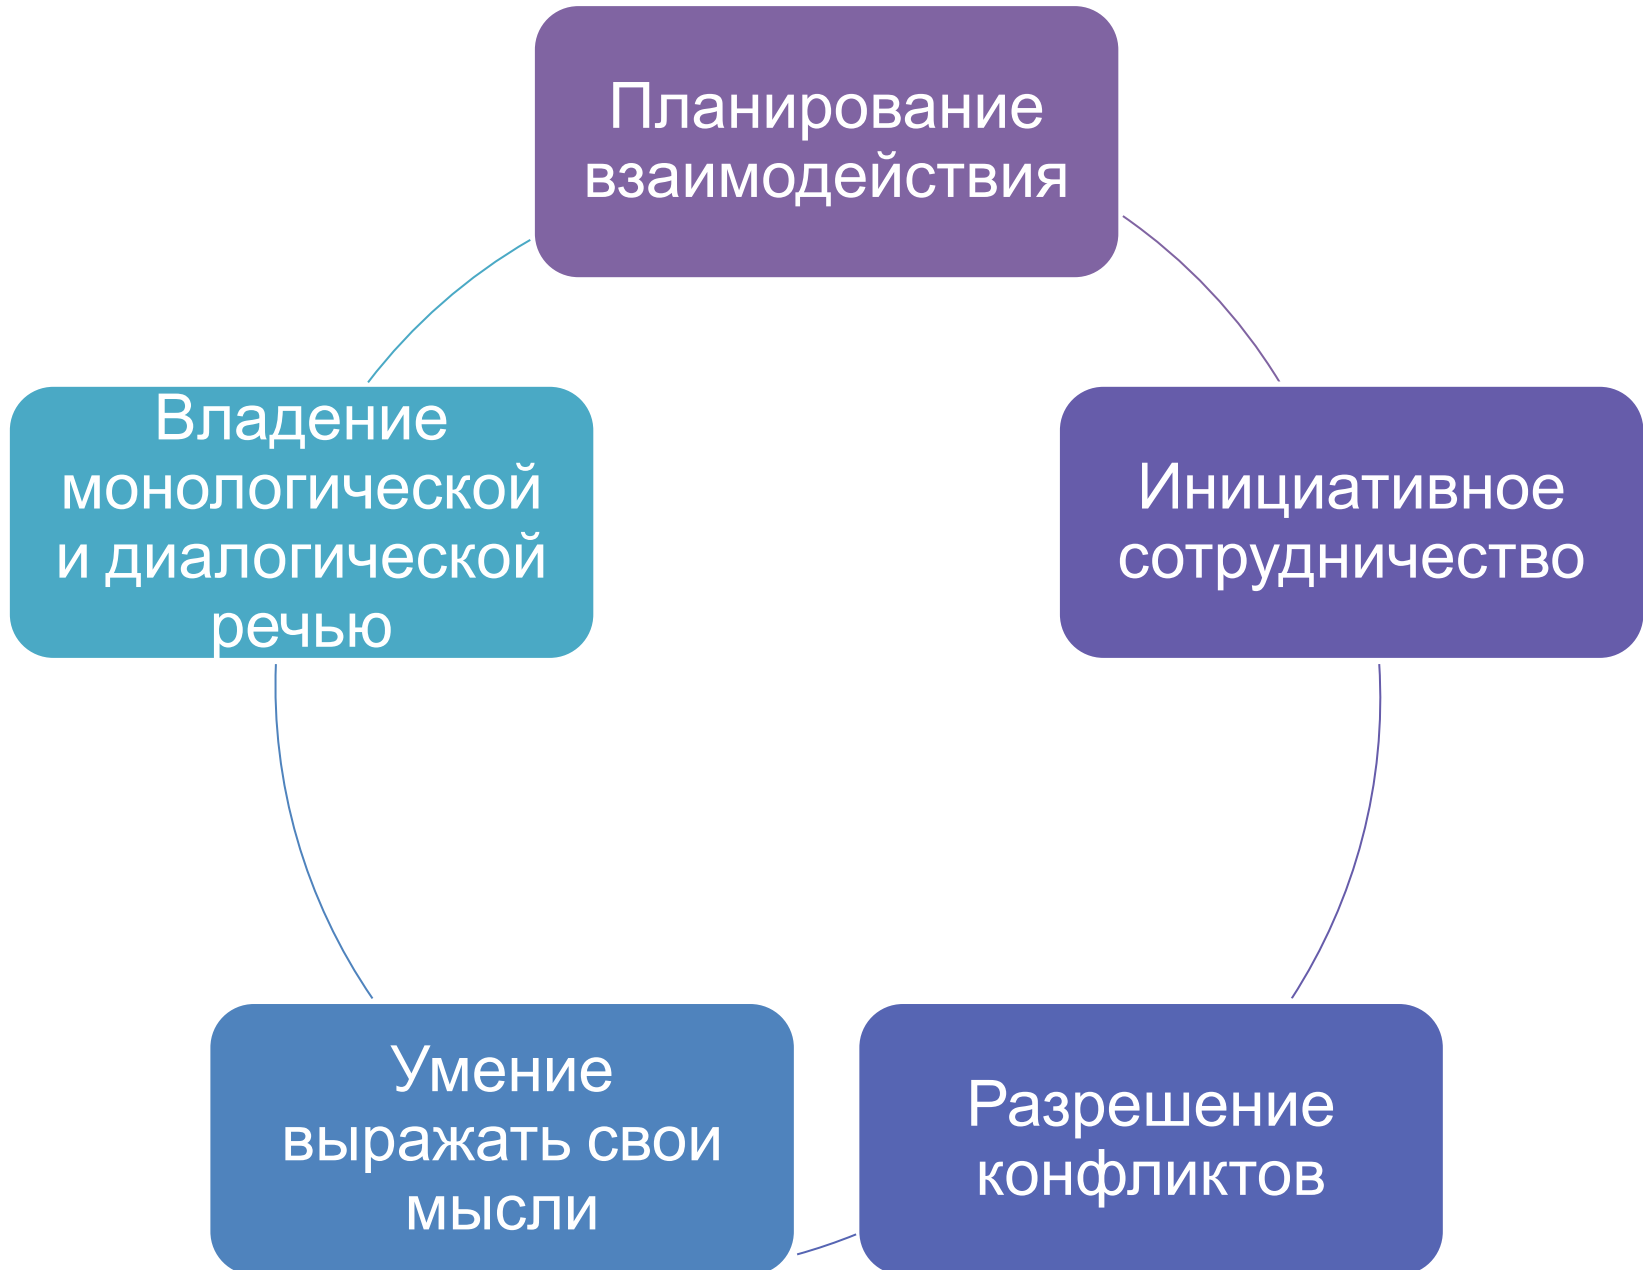 Планирование
взаимодействия
Инициативное
сотрудничество
Разрешение
конфликтов
Умение
выражать свои
мысли
Владение
монологической
и диалогической
речью